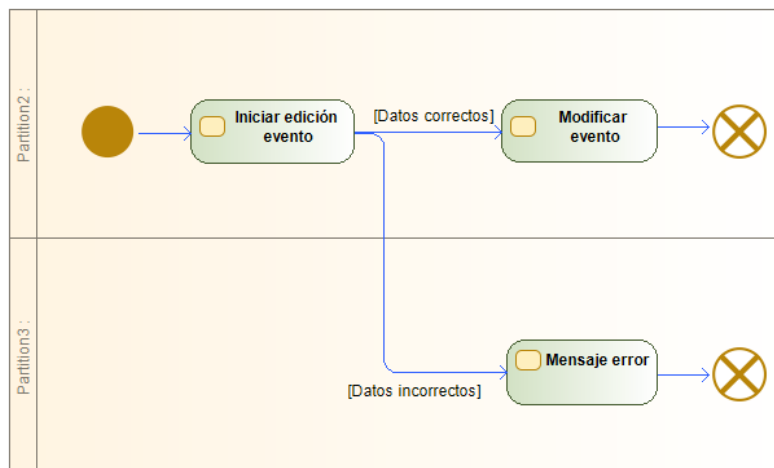 Partition2 :
Iniciar edición
evento
[Datos correctos]
Modificar
evento
Partition3 :
[Datos incorrectos]
Mensaje error